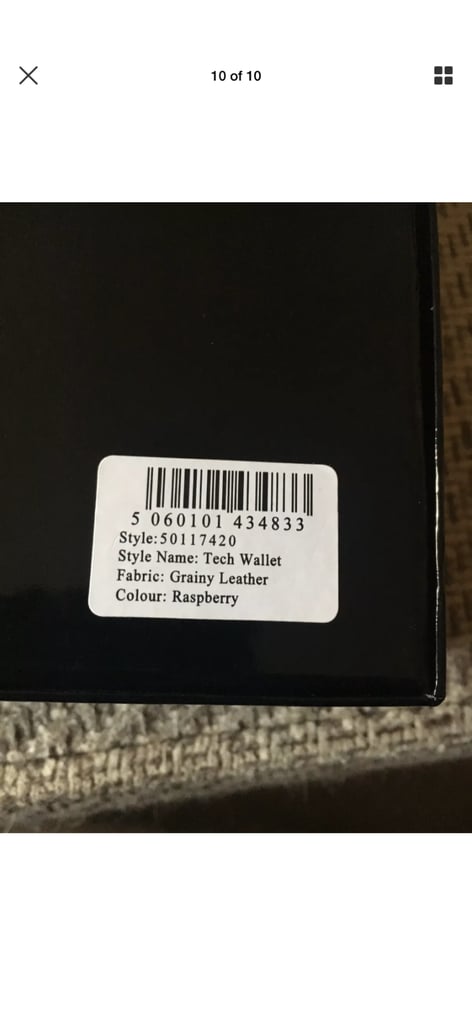 10 of 10
5 060101 434833
Style:50117420
Style Name: Tech Wallet
Fabric: Grainy Leather
Colour: Raspberry